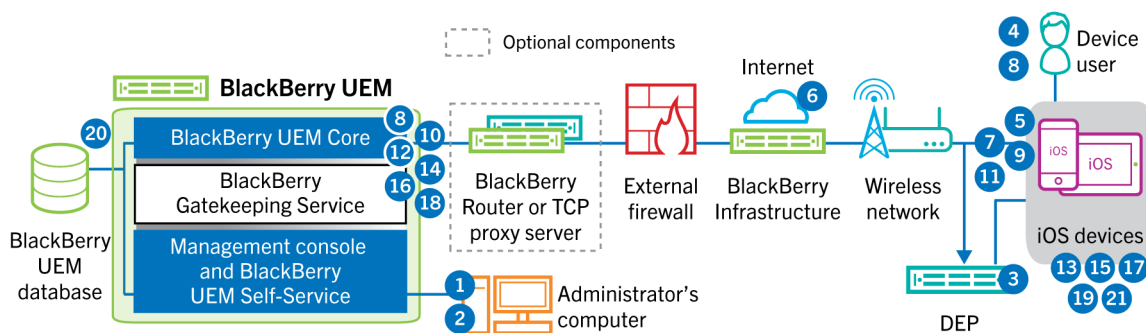 Optional components
BlackBerry UEM
Internet
4
Device
8
user
6
20
BlackBerry UEM Core
8
10
12
14
16
18
BlackBerry
Gatekeeping Service
BlackBerry
Router or TCP
proxy server
External
firewall
BlackBerry
Infrastructure
Wireless
network
7
5
9
11
iOS
iOS
iOS devices
13 15 17
19 21
BlackBerry
UEM
database
Management console
and BlackBerry
UEM Self-Service
1
2
Administrator's
computer
3
DEP